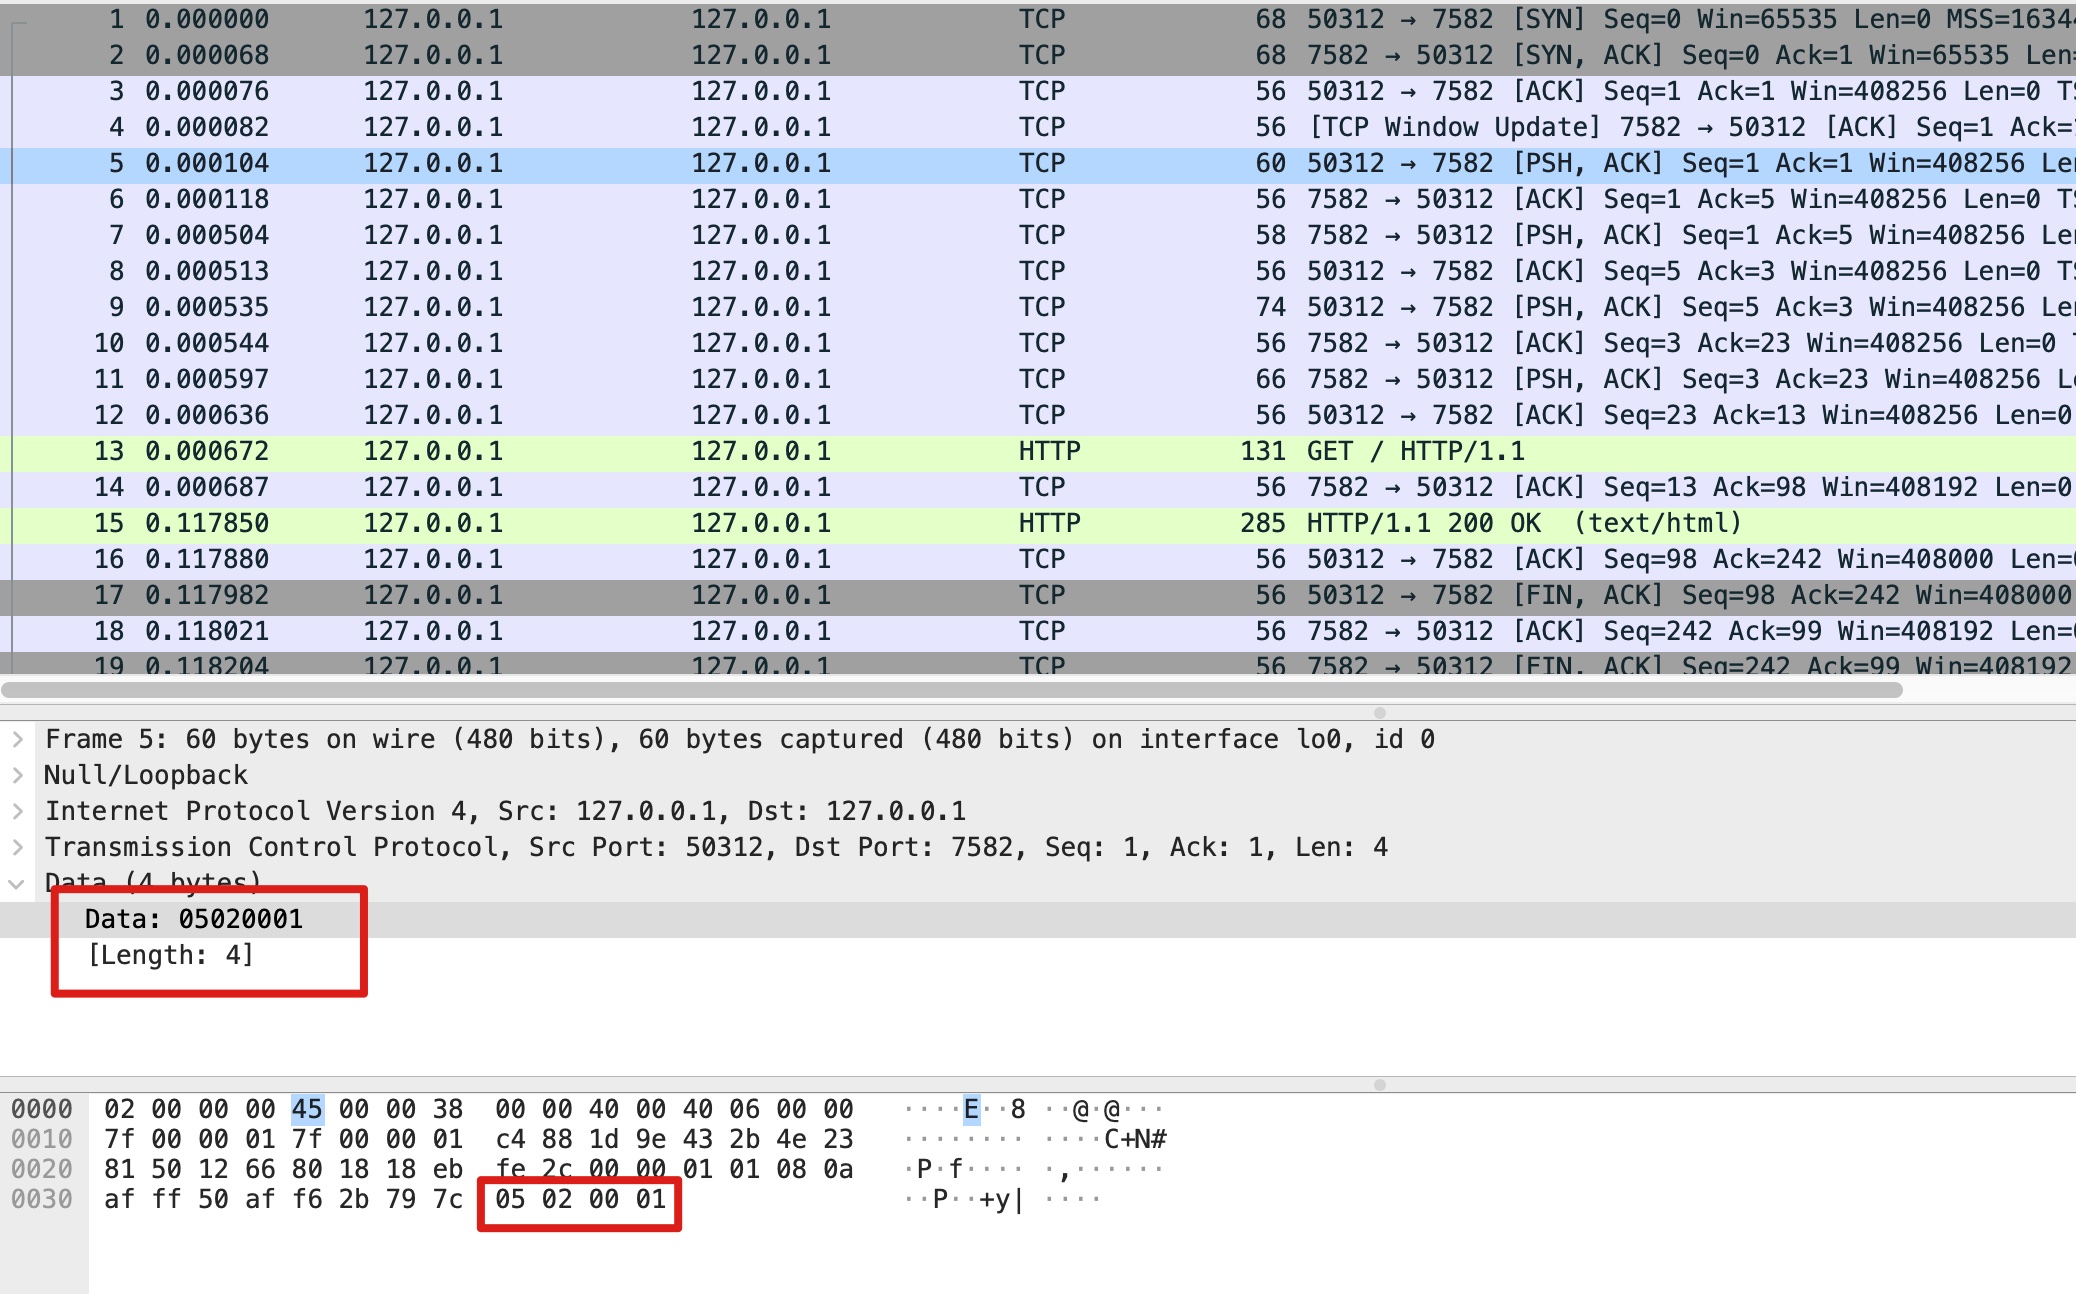 1 0.000000 127.0.0.1 127.0.0.1 TCP 68 50312 → 7582 [SYN] Seq=0 Win=65535 Len=0 MSS=1634
2 0.000068 127.0.0.1 127.0.0.1 TCP 68 7582 → 50312 [SYN, ACK] Seq=0 Ack=1 Win=65535 Len
3 0.000076 127.0.0.1 127.0.0.1 TCP 56 50312 → 7582 [ACK] Seq=1 Ack=1 Win=408256 Len=0 TS
4 0.000082 127.0.0.1 127.0.0.1 TCP 56 [TCP Window Update] 7582 → 50312 [ACK] Seq=1 Ack=
5 0.000104 127.0.0.1 127.0.0.1 TCP 60 50312 → 7582 [PSH, ACK] Seq=1 Ack=1 Win=408256 Len
6 0.000118 127.0.0.1 127.0.0.1 TCP 56 7582 → 50312 [ACK] Seq=1 Ack=5 Win=408256 Len=0 TS
7 0.000504 127.0.0.1 127.0.0.1 TCP 58 7582 → 50312 [PSH, ACK] Seq=1 Ack=5 Win=408256 Len
8 0.000513 127.0.0.1 127.0.0.1 TCP 56 50312 → 7582 [ACK] Seq=5 Ack=3 Win=408256 Len=0 TS
9 0.000535 127.0.0.1 127.0.0.1 TCP 74 50312 → 7582 [PSH, ACK] Seq=5 Ack=3 Win=408256 Len
10 0.000544 127.0.0.1 127.0.0.1 TCP 56 7582 → 50312 [ACK] Seq=3 Ack=23 Win=408256 Len=0
11 0.000597 127.0.0.1 127.0.0.1 TCP 66 7582 → 50312 [PSH, ACK] Seq=3 Ack=23 Win=408256 L
12 0.000636 127.0.0.1 127.0.0.1 TCP 56 50312 → 7582 [ACK] Seq=23 Ack=13 Win=408256 Len=0
13 0.000672 127.0.0.1 127.0.0.1 HTTP 131 GET / HTTP/1.1
14 0.000687 127.0.0.1 127.0.0.1 TCP 56 7582 → 50312 [ACK] Seq=13 Ack=98 Win=408192 Len=0
15 0.117850 127.0.0.1 127.0.0.1 HTTP 285 HTTP/1.1 200 OK (text/html)
16 0.117880 127.0.0.1 127.0.0.1 TCP 56 50312 → 7582 [ACK] Seq=98 Ack=242 Win=408000 Len=
17 0.117982 127.0.0.1 127.0.0.1 TCP 56 50312 → 7582 [FIN, ACK] Seq=98 Ack=242 Win=408000
18 0.118021 127.0.0.1 127.0.0.1 TCP 56 7582 → 50312 [ACK] Seq=242 Ack=99 Win=408192 Len=
19 0.118204 127.0.0.1 127.0.0.1 TCP 56 7582 → 50312 [FIN, ACK] Seq=242 Ack=99 Win=408192
Frame 5: 60 bytes on wire (480 bits), 60 bytes captured (480 bits) on interface lo0, id 0
Null/Loopback
Internet Protocol Version 4, Src: 127.0.0.1, Dst: 127.0.0.1
Transmission Control Protocol, Src Port: 50312, Dst Port: 7582, Seq: 1, Ack: 1, Len: 4
Data (4 bytes)
Data: 05020001
[Length: 4]
0000 02 00 00 00 45 00 00 38 00 00 40 00 40 06 00 00 ····E··8 ··@·@···
0010 7f 00 00 01 7f 00 00 01 c4 88 1d 9e 43 2b 4e 23 ········ ····C+N#
0020 81 50 12 66 80 18 18 eb fe 2c 00 00 01 01 08 0a ·P·f···· ·,······
0030 af ff 50 af f6 2b 79 7c 05 02 00 01 ··P··+y| ····